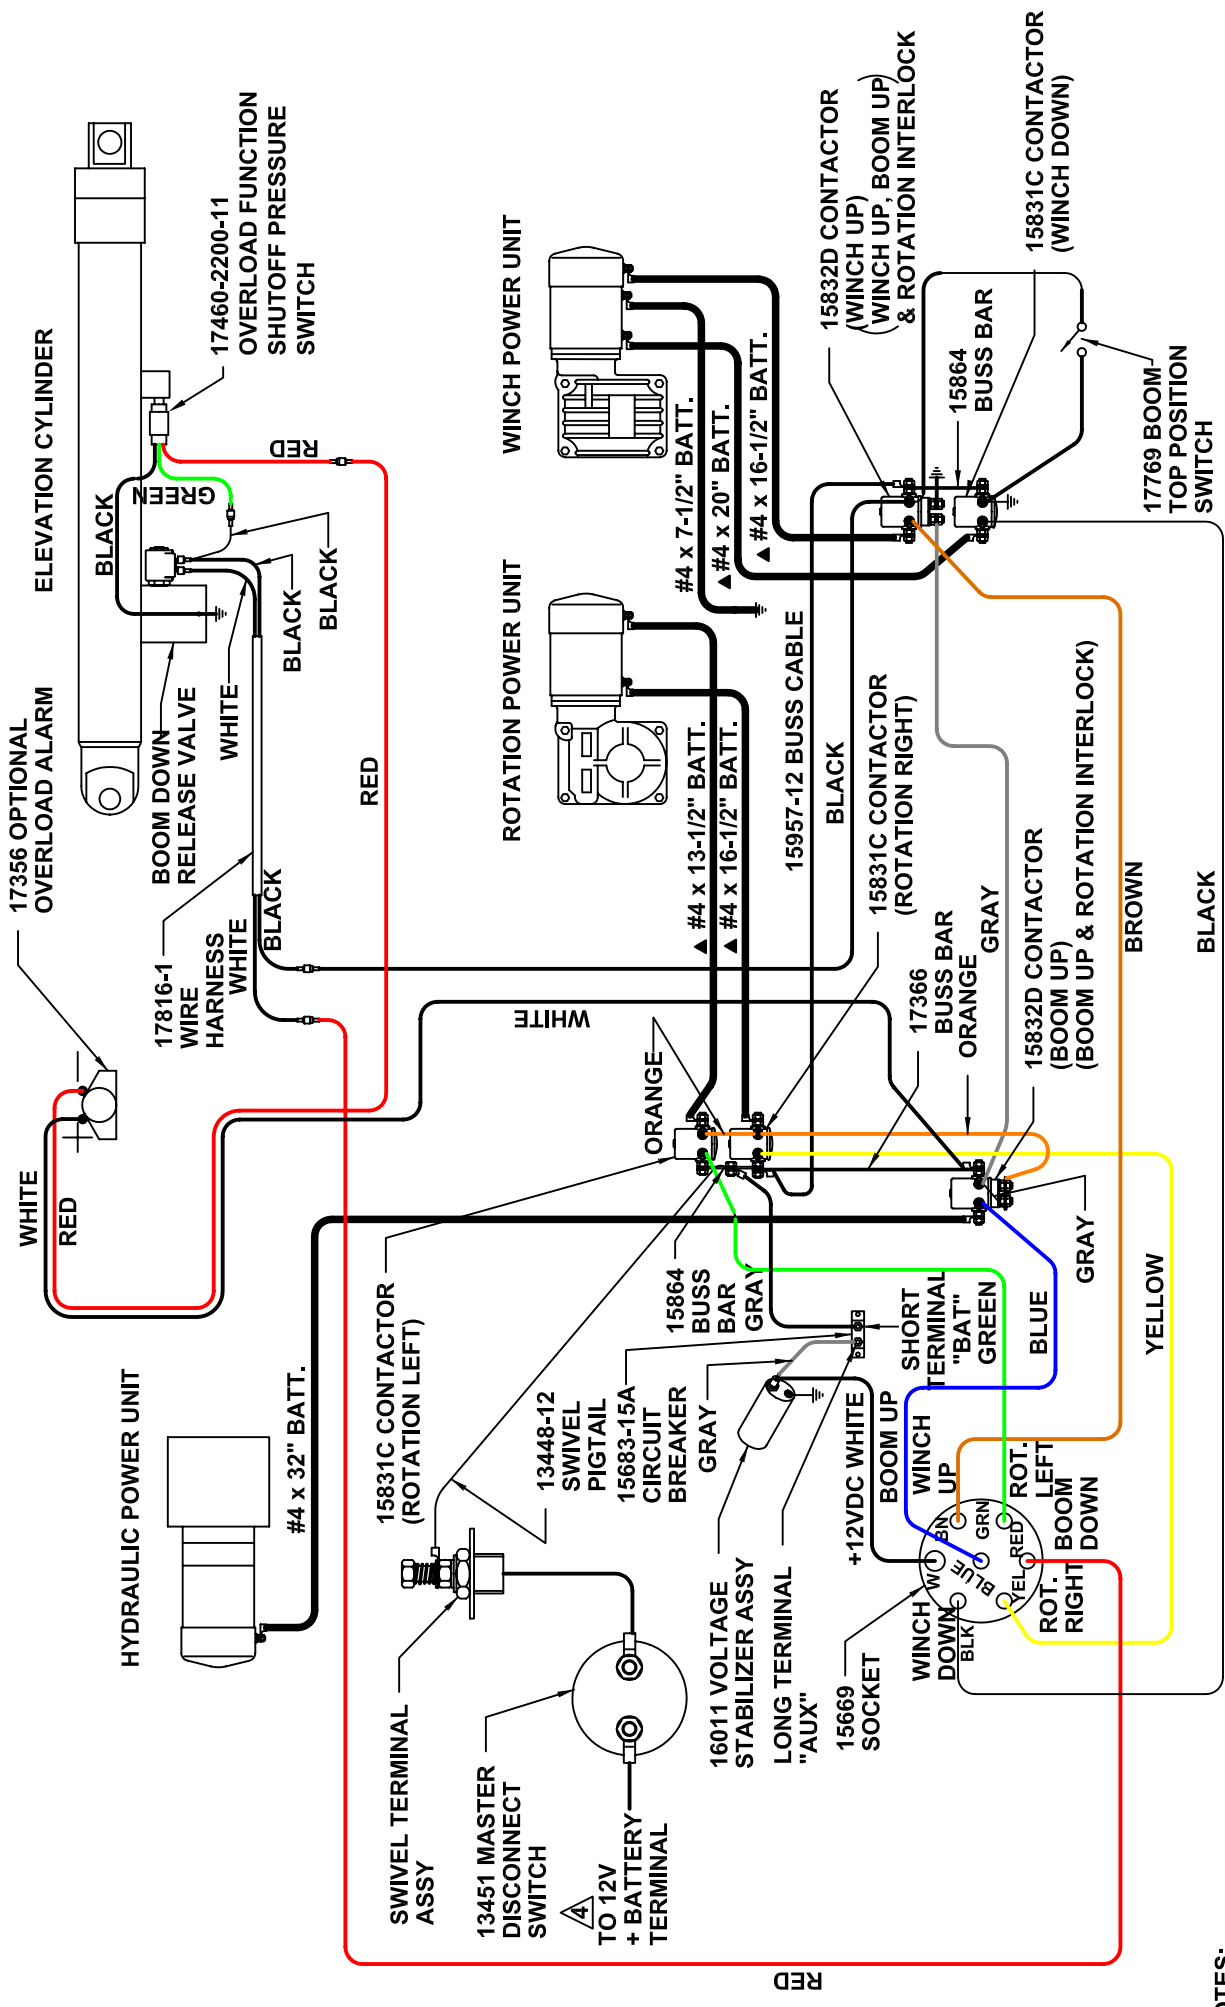 17356 OPTIONAL
OVERLOAD ALARM
ELEVATION CYLINDER
17460-2200-11
OVERLOAD FUNCTION
SHUTOFF PRESSURE
SWITCH
BLACK
GREEN
RED
BOOM DOWN
RELEASE VALVE
WHITE
BLACK
BLACK
17816-1
WIRE
HARNESS
WHITE
BLACK
RED
WHITE
RED
+
WHITE
HYDRAULIC POWER UNIT
#4 x 32" BATT.
ROTATION POWER UNIT
▲ #4 x 13-1/2" BATT.
▲ #4 x 16-1/2" BATT.
WINCH POWER UNIT
#4 x 7-1/2" BATT.
▲ #4 x 20" BATT.
▲ #4 x 16-1/2" BATT.
15832D CONTACTOR
(WINCH UP)
(WINCH UP, BOOM UP
& ROTATION INTERLOCK)
15831C CONTACTOR
(WINCH DOWN)
15864
BUSS BAR
17769 BOOM
TOP POSITION
SWITCH
15957-12 BUSS CABLE
BLACK
15831C CONTACTOR
(ROTATION RIGHT)
17366
BUSS BAR
ORANGE
GRAY
15832D CONTACTOR
(BOOM UP)
(BOOM UP & ROTATION INTERLOCK)
BROWN
BLACK
ORANGE
15831C CONTACTOR
(ROTATION LEFT)
15864
BUSS
BAR
GRAY
13448-12
SWIVEL
PIGTAIL
15683-15A
CIRCUIT
BREAKER
GRAY
SHORT
TERMINAL
"BAT"
GREEN
BLUE
GRAY
YELLOW
SWIVEL TERMINAL
ASSY
13451 MASTER
DISCONNECT
SWITCH
4
TO 12V
+ BATTERY
TERMINAL
16011 VOLTAGE
STABILIZER ASSY
LONG TERMINAL
"AUX"
+12VDC WHITE
BOOM UP
WINCH
UP
ROT.
LEFT
BOOM
DOWN
15669
SOCKET
WINCH
DOWN
BLK
ROT.
RIGHT
W
BN
GRN
BLUE
RED
YEL
RED